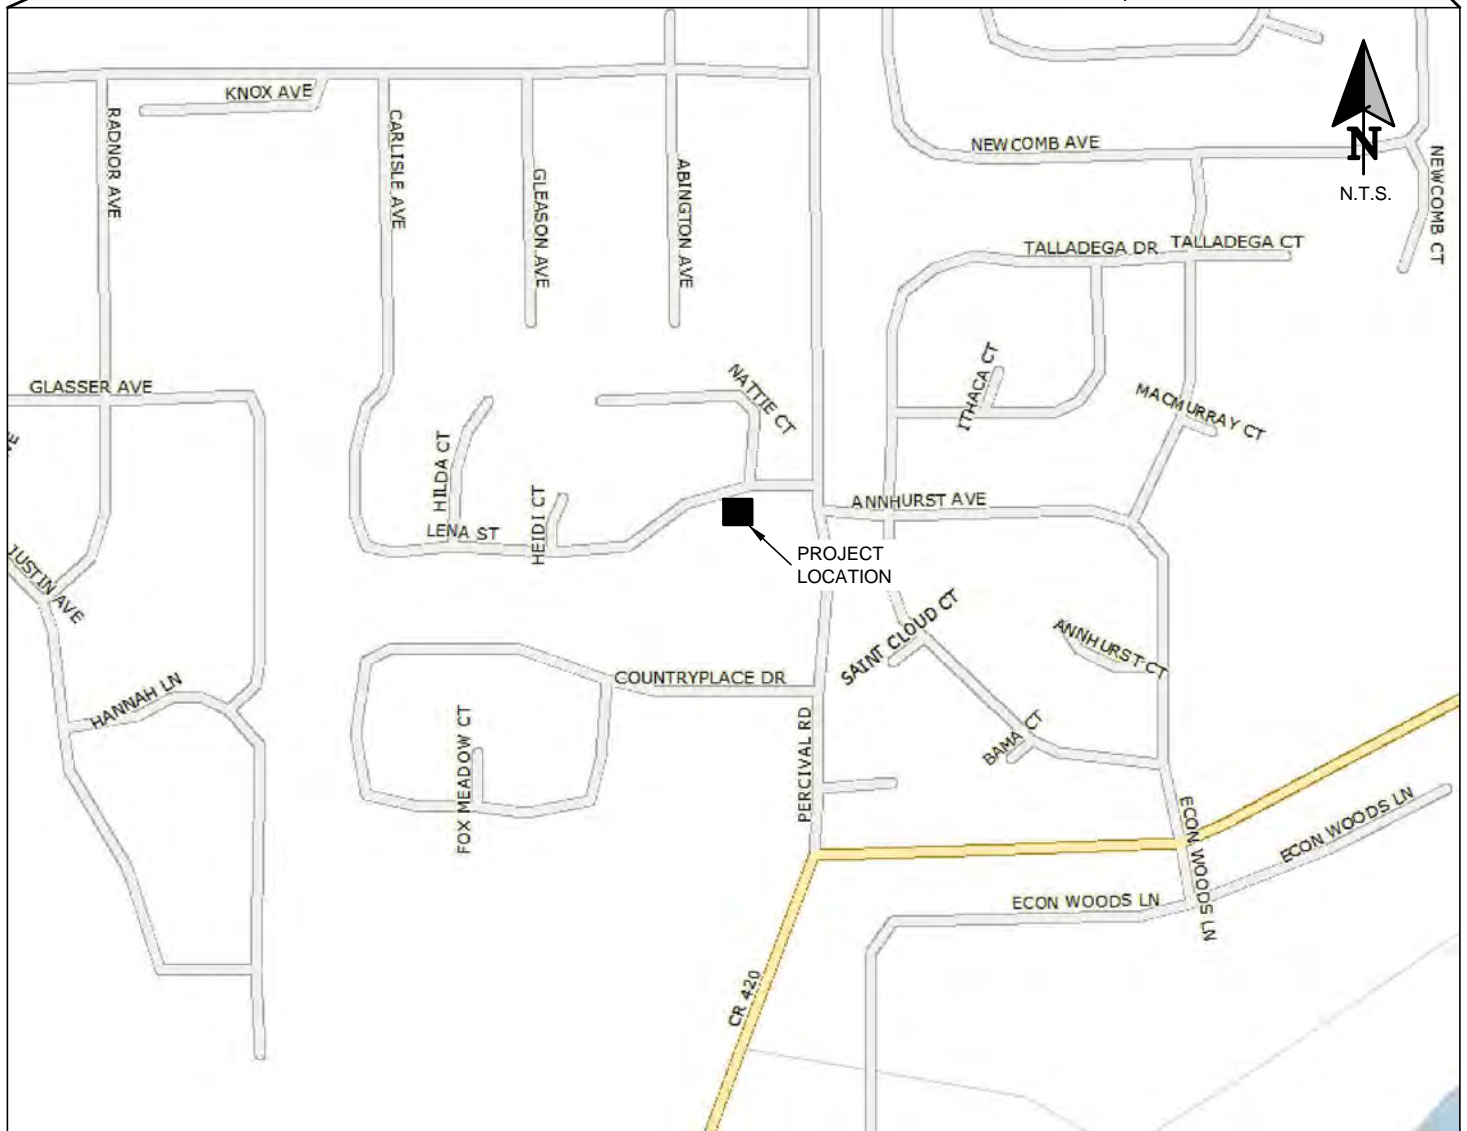 KNOX AVE
RADNOR AVE
CARLISLE AVE
GLEASON AVE
ABINGTON AVE
NEWCOMB AVE
N
N.T.S.
NEWCOMB CT
TALLADEGA DR
TALLADEGA CT
GLASSER AVE
NATTIE CT
ITHACA CT
MACMURRAY CT
HILDA CT
HEIDI CT
LENA ST
ANNHURST AVE
PROJECT
LOCATION
JUSTIN AVE
SAINT CLOUD CT
ANNHURST CT
HANNAH LN
COUNTRYPLACE DR
FOX MEADOW CT
PERCIVAL RD
BAMA CT
ECON WOODS LN
ECON WOODS LN
ECON WOODS LN
CR 420